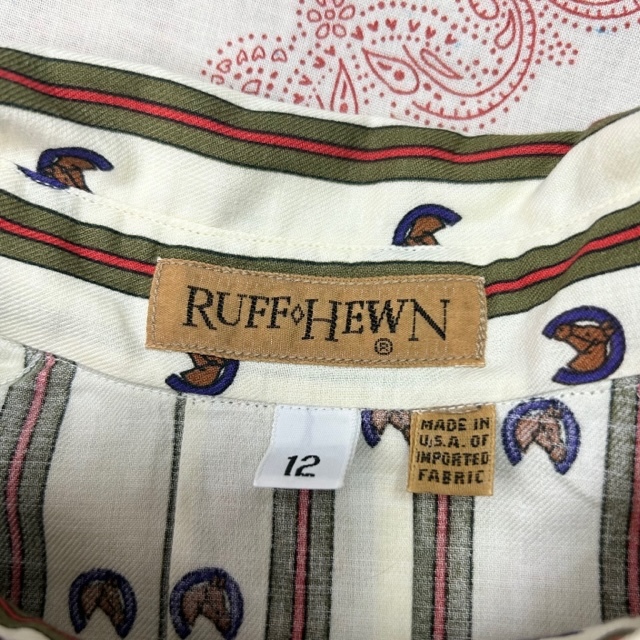 RUFF◊HEWN
®
12
MADE IN
U.S.A. OF
IMPORTED
FABRIC